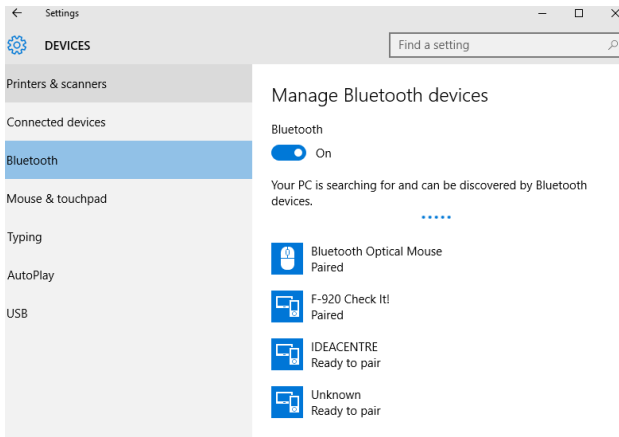 Settings
DEVICES
Find a setting
Printers & scanners
Connected devices
Bluetooth
Mouse & touchpad
Typing
AutoPlay
USB
Manage Bluetooth devices
Bluetooth
On
Your PC is searching for and can be discovered by Bluetooth
devices.
Bluetooth Optical Mouse
Paired
F-920 Check It!
Paired
IDEACENTRE
Ready to pair
Unknown
Ready to pair